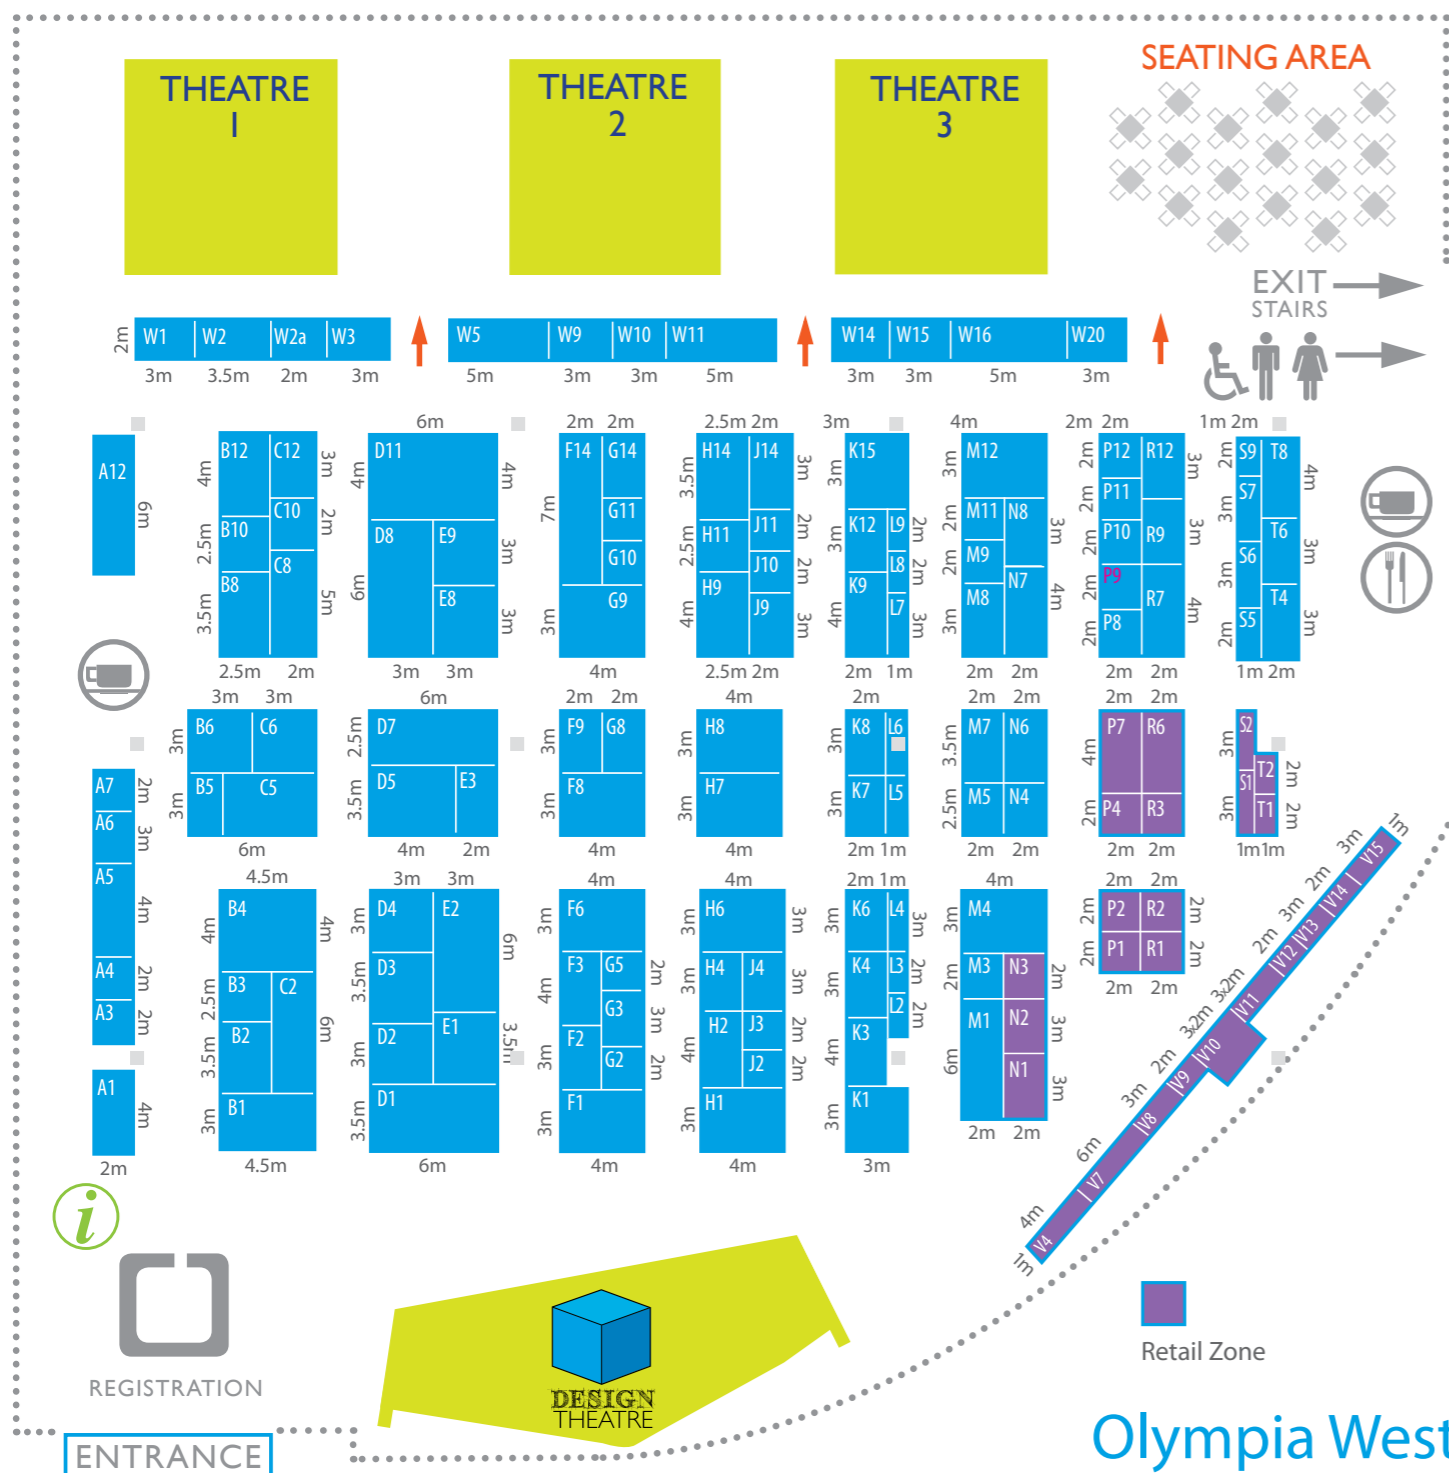 THEATRE
1
THEATRE
2
THEATRE
3
SEATING AREA
EXIT
STAIRS
2m W1 W2 W2a W3 W5 W9 W10 W11 W14 W15 W16 W20
3m 3.5m 2m 3m 5m 3m 3m 5m 3m 3m 5m 3m
6m 2m 2m 2.5m 2m 3m 4m 2m 2m 1m 2m
A12 6m
4m B12 C12 3m
C10 2m
2.5m B10
C8 5m
3.5m B8
2.5m 2m
4m D11 4m
6m D8 E9 3m
E8 3m
3m 3m
7m F14 G14
G11
G10
3m G9
4m
3.5m H14 J14 3m
2.5m H11 J11 2m
J10 2m
4m H9 J9 3m
2.5m 2m
3m K15
3m K12 L9 2m
L8 2m
4m K9 L7 3m
2m 1m
3m M12
2m M11 N8 3m
2m M9
3m M8 N7 4m
2m 2m
2m P12 R12 3m
2m P11
2m P10 R9 3m
2m P9
R7 4m
2m P8
2m 2m
2m S9 T8 4m
3m S7
T6 3m
3m S6
T4 3m
2m S5
1m 2m
3m 3m
3m B6 C6
3m B5 C5
6m
6m
2.5m D7
3.5m D5 E3
4m 2m
2m 2m
3m F9 G8
3m F8
4m
4m
3m H8
3m H7
4m
2m
3m K8 L6
3m K7 L5
2m 1m
2m 2m
3.5m M7 N6
2.5m M5 N4
2m 2m
2m 2m
4m P7 R6
2m P4 R3
2m 2m
3m S2
T2 2m
3m S1 T1 2m
1m 1m
A7 2m
A6 3m
A5 4m
A4 2m
A3 2m
A1 4m
2m
4.5m
4m B4 4m
2.5m B3 C2 6m
3.5m B2
3m B1
4.5m
3m 3m
3m D4 E2 6m
3.5m D3
3m D2 E1 3.5m
3.5m D1
6m
4m
3m F6
4m F3 G5 2m
G3 3m
3m F2 G2 2m
3m F1
4m
4m
3m H6 3m
3m H4 J4 3m
4m H2 J3 2m
J2 2m
3m H1
4m
2m 1m
3m K6 L4 3m
3m K4 L3 2m
L2 2m
4m K3
3m K1
3m
4m
3m M4
2m M3 N3 2m
6m M1 N2 3m
N1 3m
2m 2m
2m 2m
2m P2 R2 2m
2m P1 R1 2m
2m 2m
1m
3m V15
2m V14
3m V13
2m V12
3x2m V11
3x2m V10
2m V9
3m V8
6m V7
4m V4
1m
i
REGISTRATION
ENTRANCE
DESIGN
THEATRE
Retail Zone
Olympia West